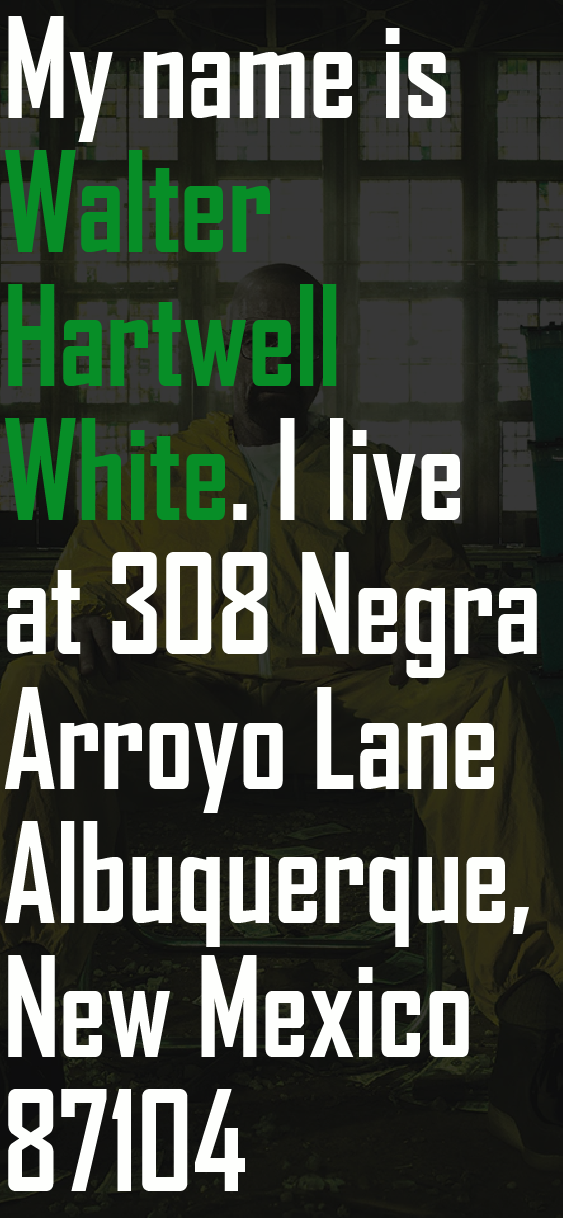 My name is
Walter
Hartwell
White. I live
at 308 Negra
Arroyo Lane
Albuquerque,
New Mexico
87104